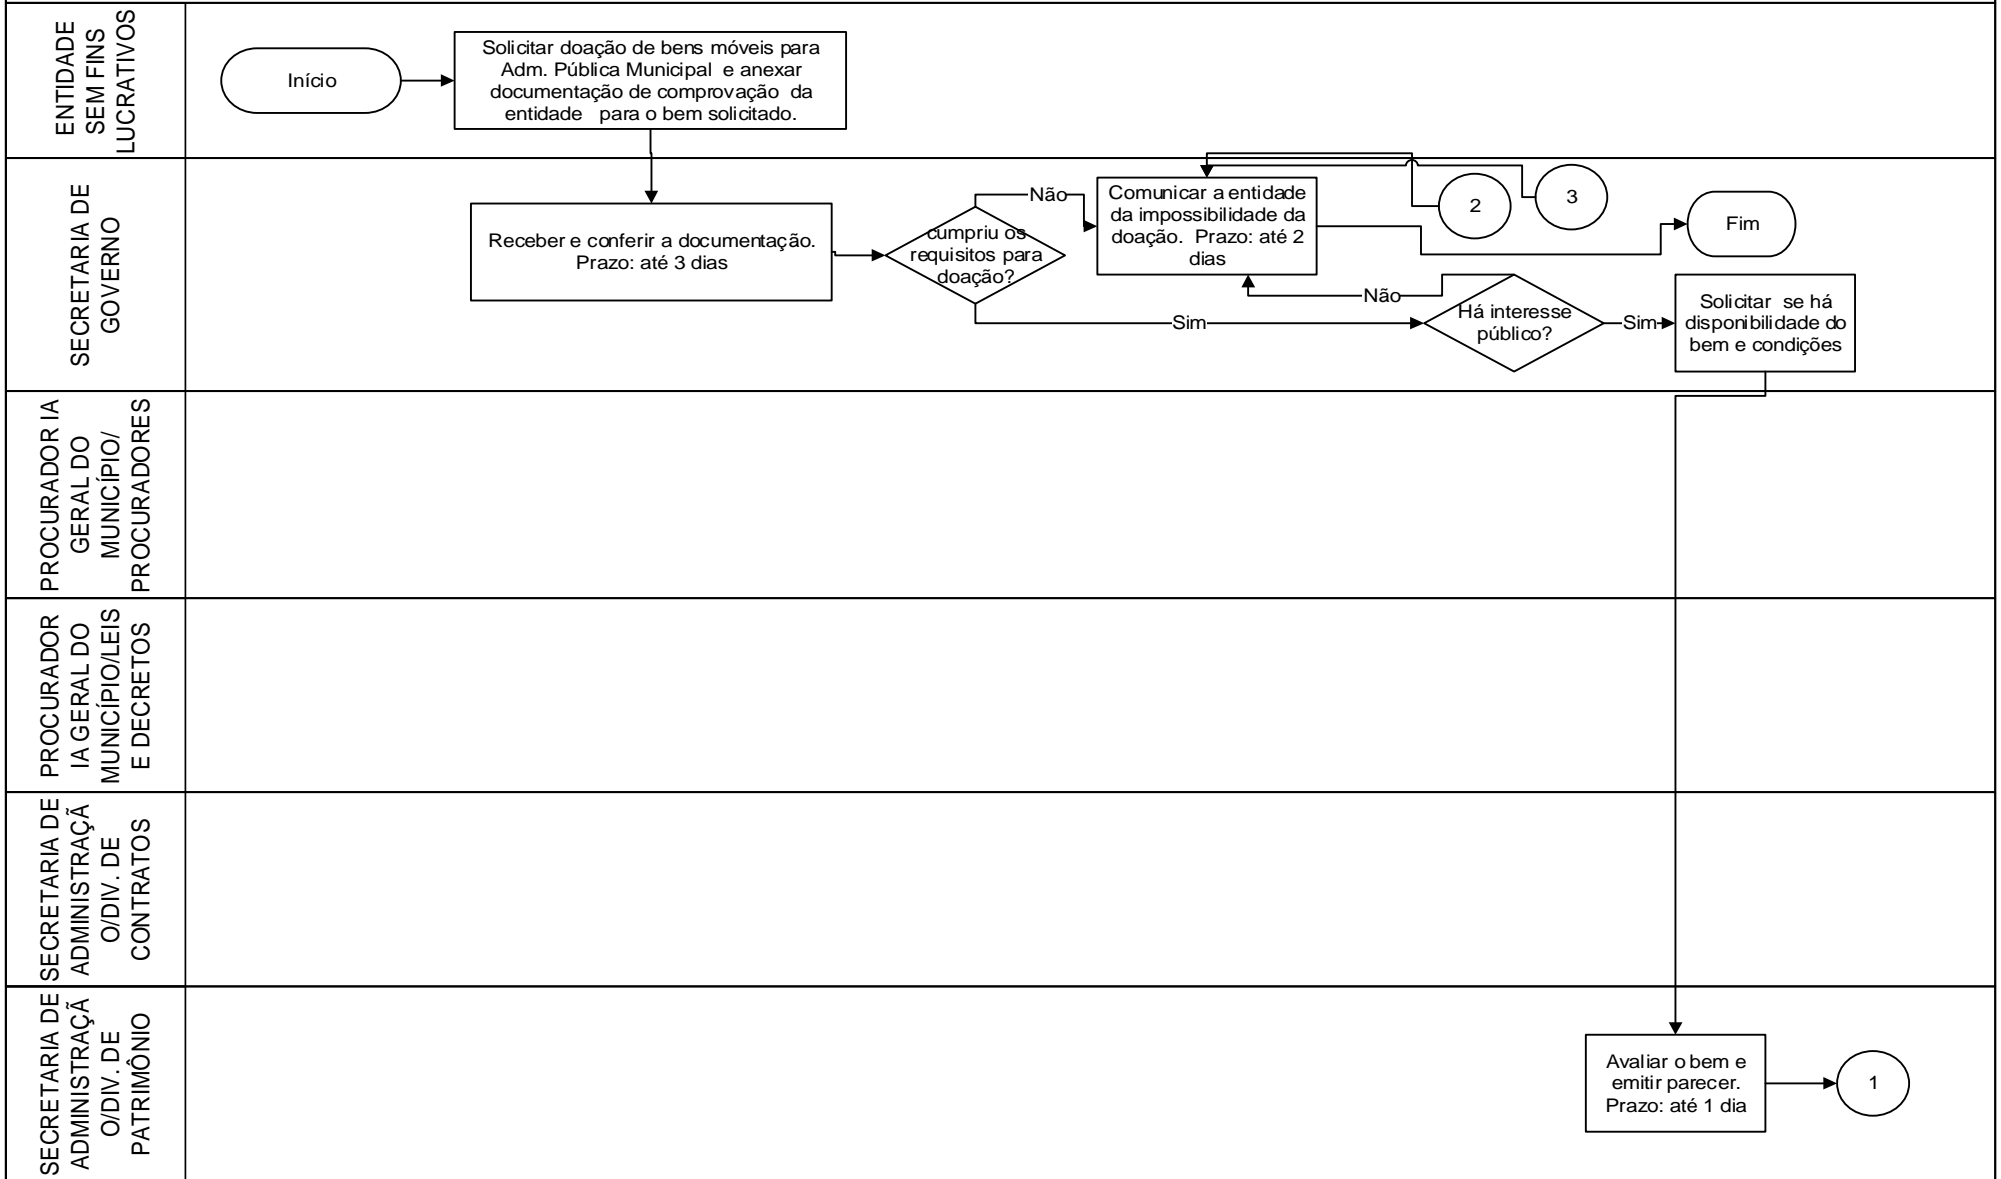 ENTIDADE
SEM FINS
LUCRATIVOS
Início
Solicitar doação de bens móveis para
Adm. Pública Municipal e anexar
documentação de comprovação da
entidade para o bem solicitado.
SECRETARIA DE
GOVERNO
Receber e conferir a documentação.
Prazo: até 3 dias
cumpriu os
requisitos para
doação?
Não
Sim
Comunicar a entidade
da impossibilidade da
doação. Prazo: até 2
dias
2
3
Fim
Não
Há interesse
público?
Sim
Solicitar se há
disponibilidade do
bem e condições
PROCURADOR IA
GERAL DO
MUNICÍPIO/
PROCURADORES
PROCURADOR
IA GERAL DO
MUNICÍPIO/LEIS
E DECRETOS
SECRETARIA DE
ADMINISTRAÇÃ
O/DIV. DE
CONTRATOS
SECRETARIA DE
ADMINISTRAÇÃ
O/DIV. DE
PATRIMÔNIO
Avaliar o bem e
emitir parecer.
Prazo: até 1 dia
1